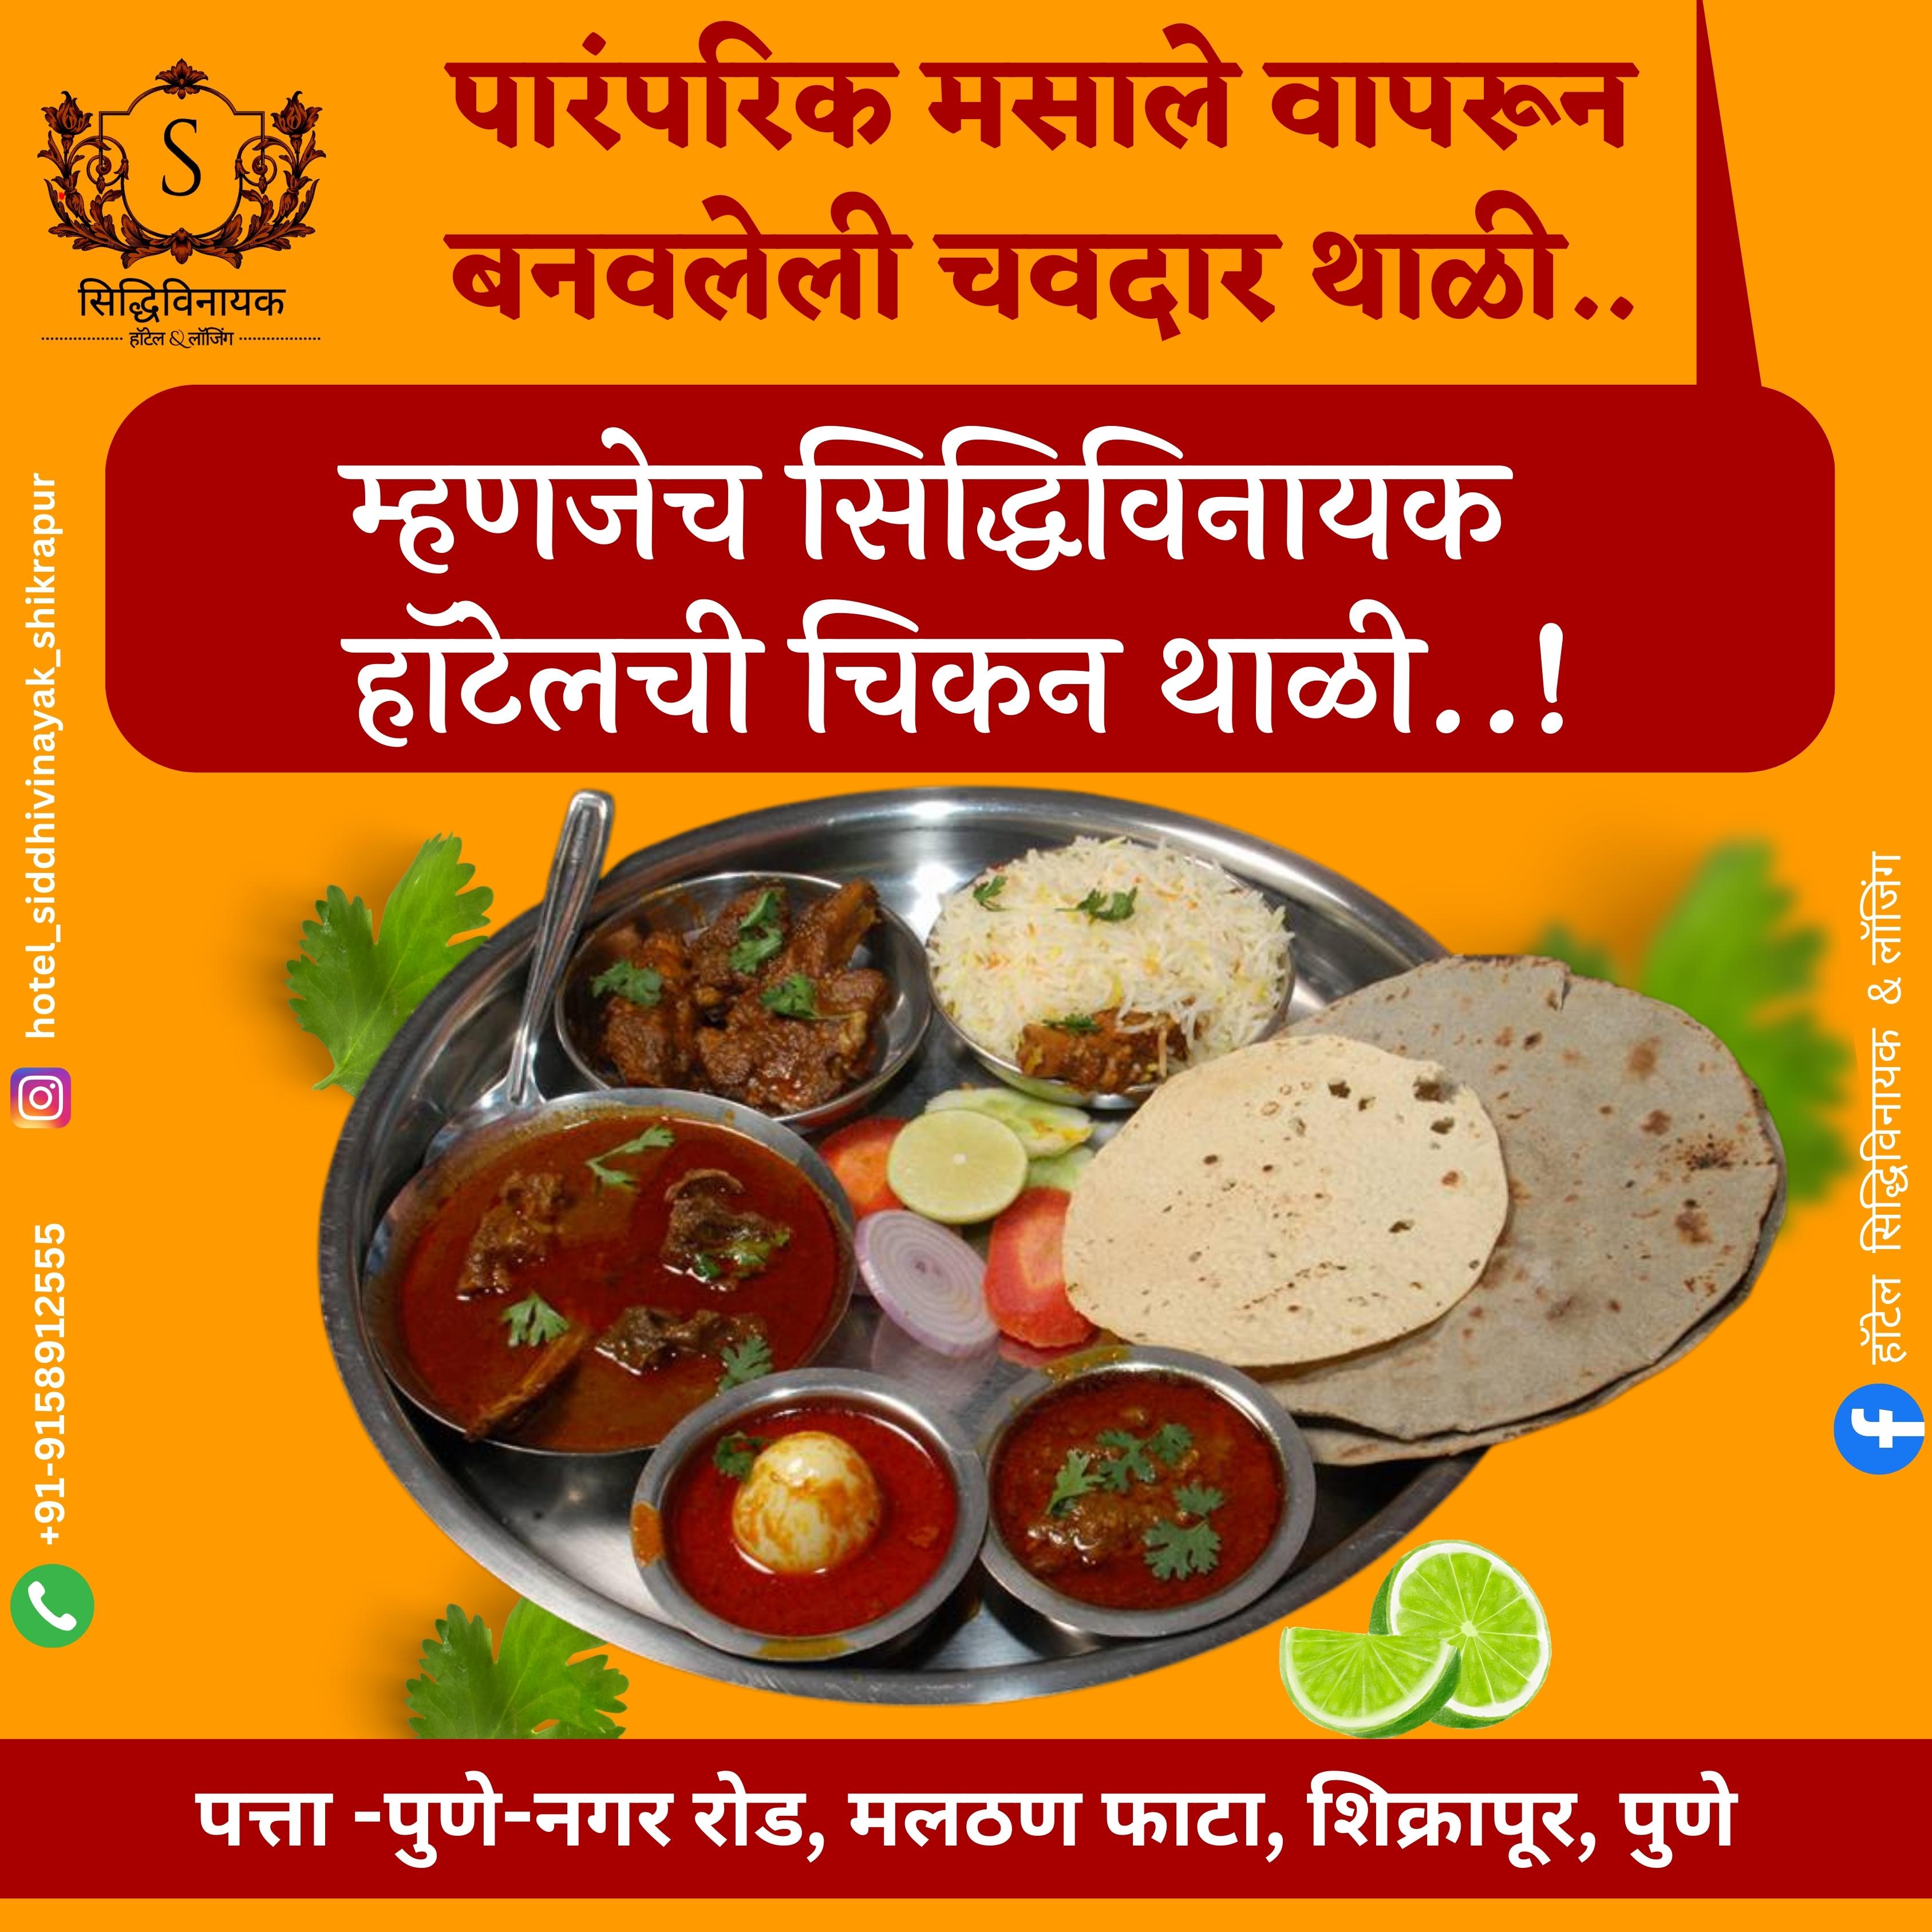 S
सिद्धिविनायक
हॉटेल & लॉजिंग
पारंपरिक मसाले वापरून
बनवलेली चवदार थाळी..
म्हणजेच सिद्धिविनायक
हॉटेलची चिकन थाळी..!
hotel_siddhivinayak_shikrapur
+91-9158912555
हॉटेल सिद्धिविनायक & लॉजिंग
पत्ता -पुणे-नगर रोड, मलठण फाटा, शिक्रापूर, पुणे